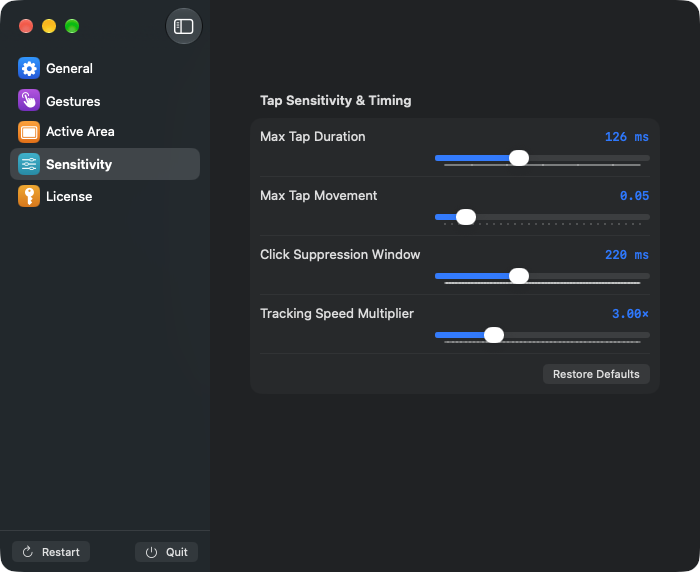 General
Gestures
Active Area
Sensitivity
License
Restart
Quit
Tap Sensitivity & Timing
Max Tap Duration 126 ms
Max Tap Movement 0.05
Click Suppression Window 220 ms
Tracking Speed Multiplier 3.00×
Restore Defaults